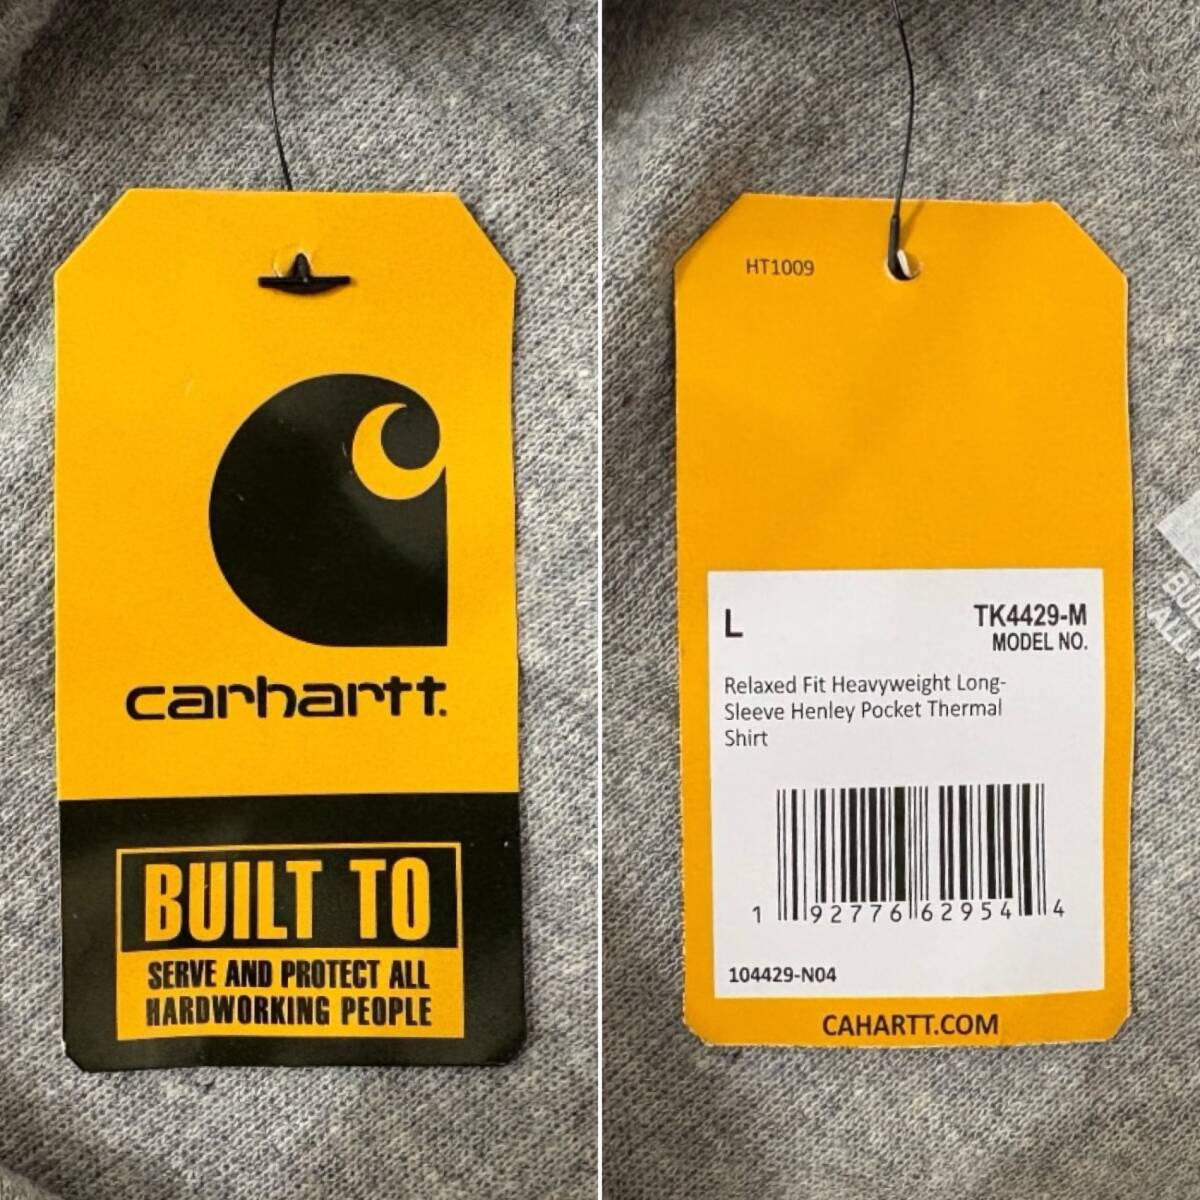 carhartt.
BUILT TO
SERVE AND PROTECT ALL
HARDWORKING PEOPLE
HT1009
L
TK4429-M
MODEL NO.
Relaxed Fit Heavyweight Long-
Sleeve Henley Pocket Thermal
Shirt
1 92776 62954 4
104429-N04
CAHARTT.COM